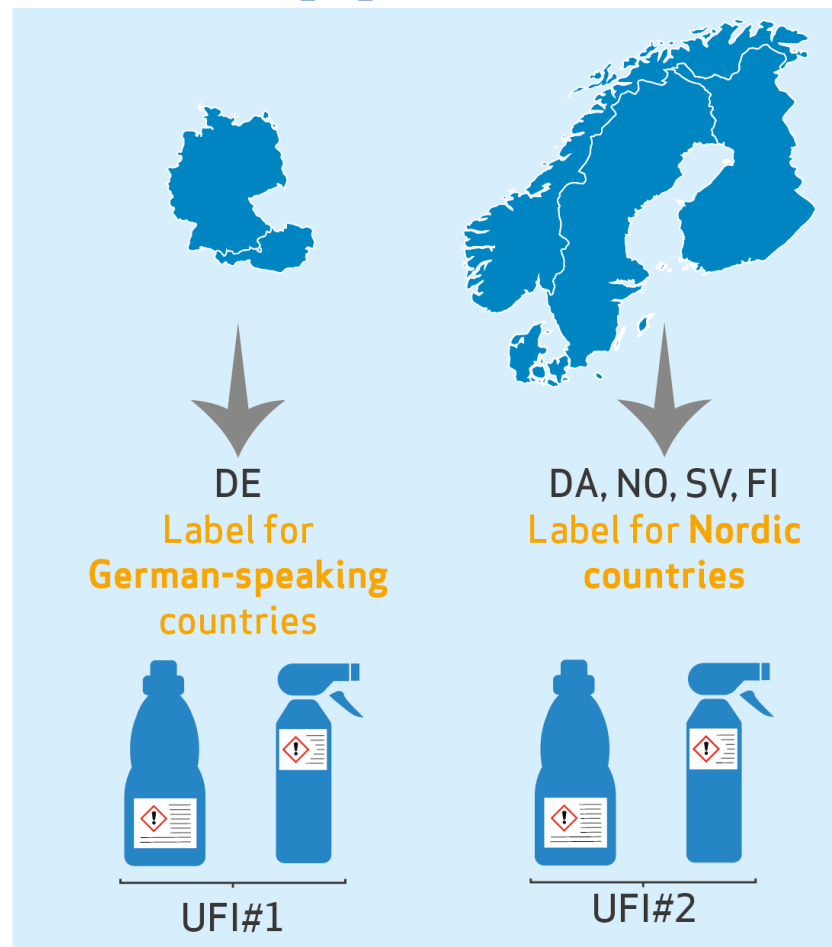 DE
Label for
German-speaking
countries
UFI#1
DA, NO, SV, FI
Label for Nordic
countries
UFI#2